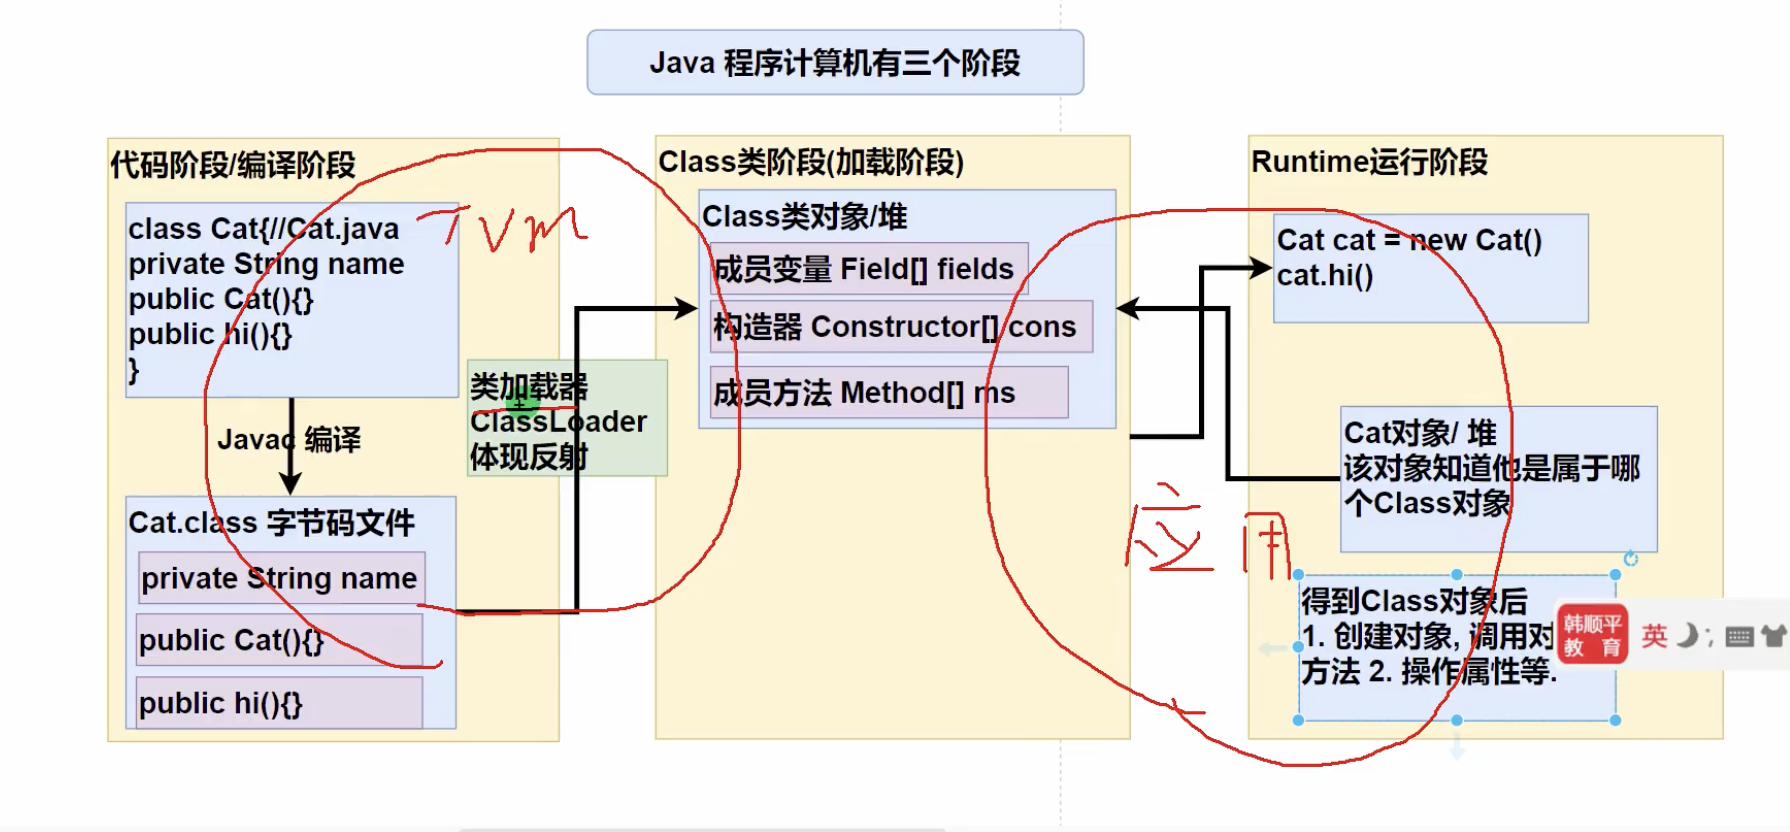 Java 程序计算机有三个阶段
代码阶段/编译阶段
class Cat{//Cat.java
private String name
public Cat(){}
public hi(){}
}
Javac 编译
Cat.class 字节码文件
private String name
public Cat(){}
public hi(){}
JVM
类加载器
ClassLoader
体现反射
Class类阶段(加载阶段)
Class类对象/堆
成员变量 Field[] fields
构造器 Constructor[] cons
成员方法 Method[] ms
应用
Runtime运行阶段
Cat cat = new Cat()
cat.hi()
Cat对象/ 堆
该对象知道他是属于哪
个Class对象
得到Class对象后
1. 创建对象, 调用对
方法 2. 操作属性等.
韩顺平
教 育
英